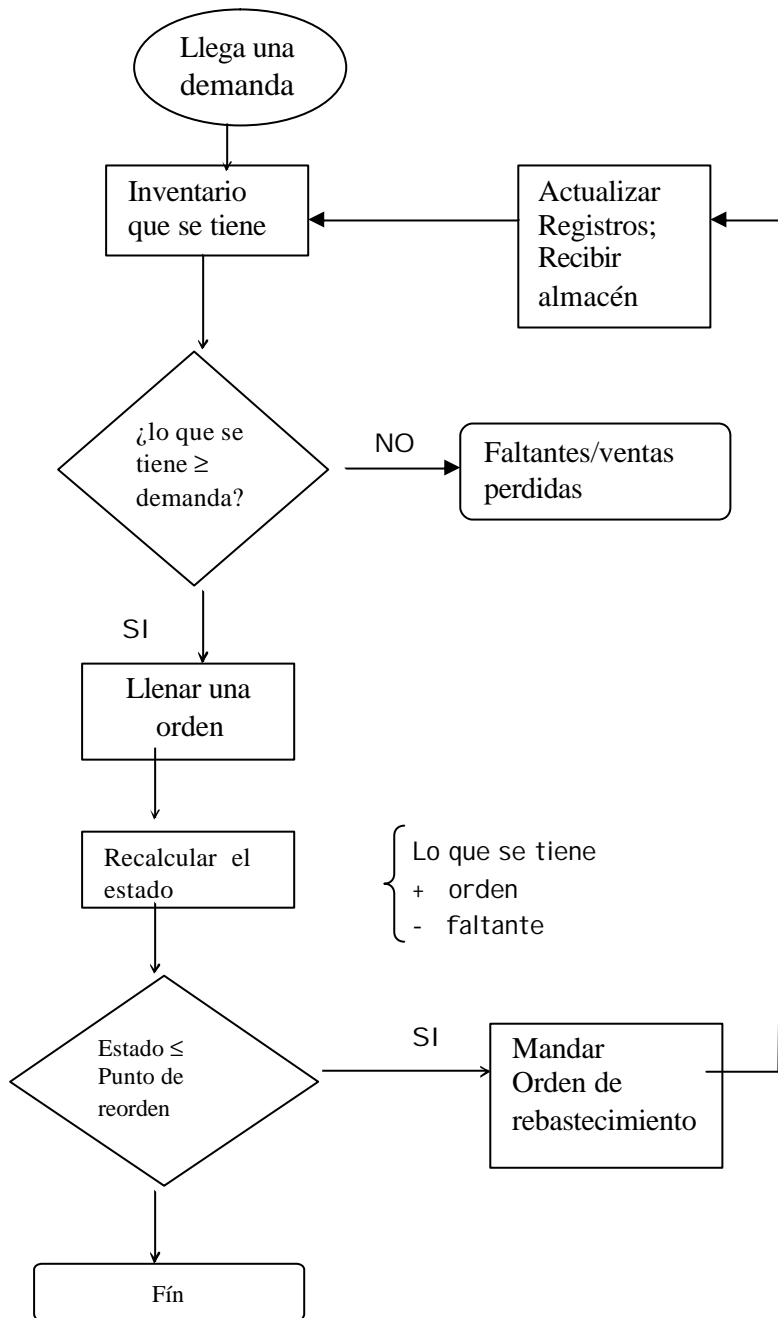 Llega una
demanda
Inventario
que se tiene
Actualizar
Registros;
Recibir
almacén
¿lo que se
tiene ≥
demanda?
NO
Faltantes/ventas
perdidas
SI
Llenar una
orden
Recalcular el
estado
Lo que se tiene
+ orden
- faltante
Estado ≤
Punto de
reorden
SI
Mandar
Orden de
rebastecimiento
Fín